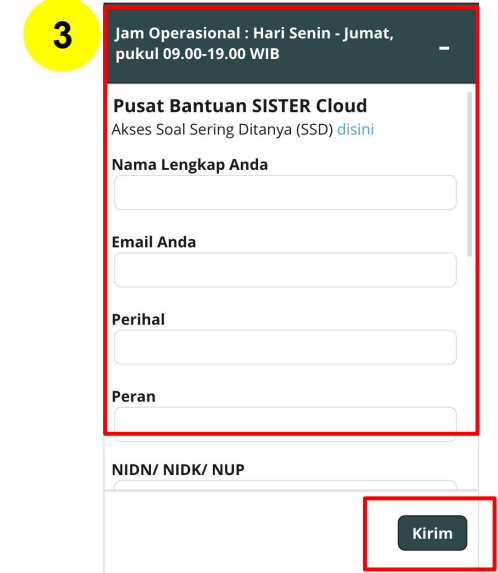 3
Jam Operasional : Hari Senin - Jumat,
pukul 09.00-19.00 WIB
Pusat Bantuan SISTER Cloud
Akses Soal Sering Ditanya (SSD) disini
Nama Lengkap Anda
Email Anda
Perihal
Peran
NIDN/ NIDK/ NUP
Kirim